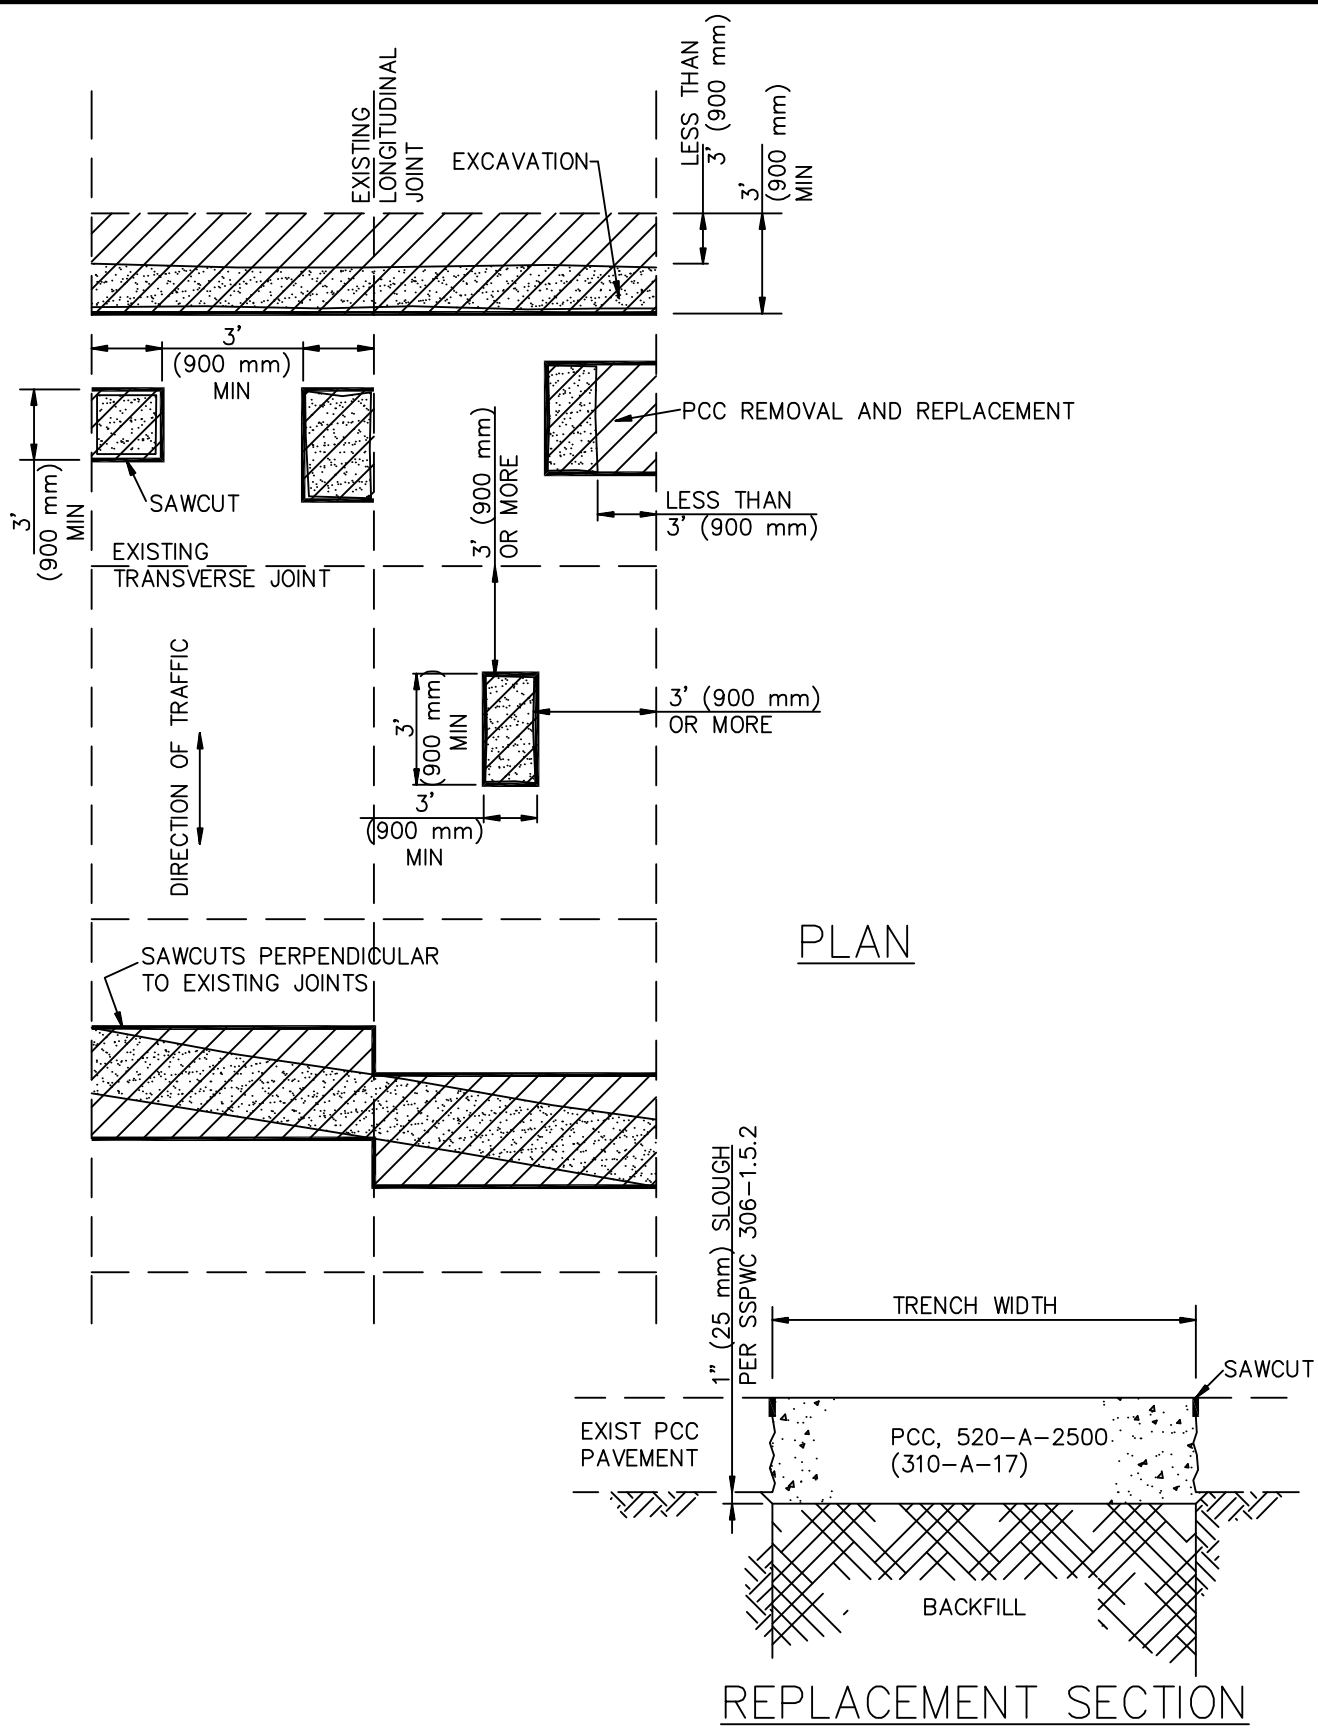 EXISTING
LONGITUDINAL
JOINT
EXCAVATION
LESS THAN
3' (900 mm)
3'
(900 mm)
MIN
3'
(900 mm)
MIN
3'
(900 mm)
MIN
SAWCUT
PCC REMOVAL AND REPLACEMENT
3' (900 mm)
OR MORE
LESS THAN
3' (900 mm)
EXISTING
TRANSVERSE JOINT
DIRECTION OF TRAFFIC
3'
(900 mm)
MIN
3' (900 mm)
OR MORE
3'
(900 mm)
MIN
PLAN
SAWCUTS PERPENDICULAR
TO EXISTING JOINTS
1" (25 mm) SLOUGH
PER SSPWC 306-1.5.2
TRENCH WIDTH
SAWCUT
EXIST PCC
PAVEMENT
PCC, 520-A-2500
(310-A-17)
BACKFILL
REPLACEMENT SECTION